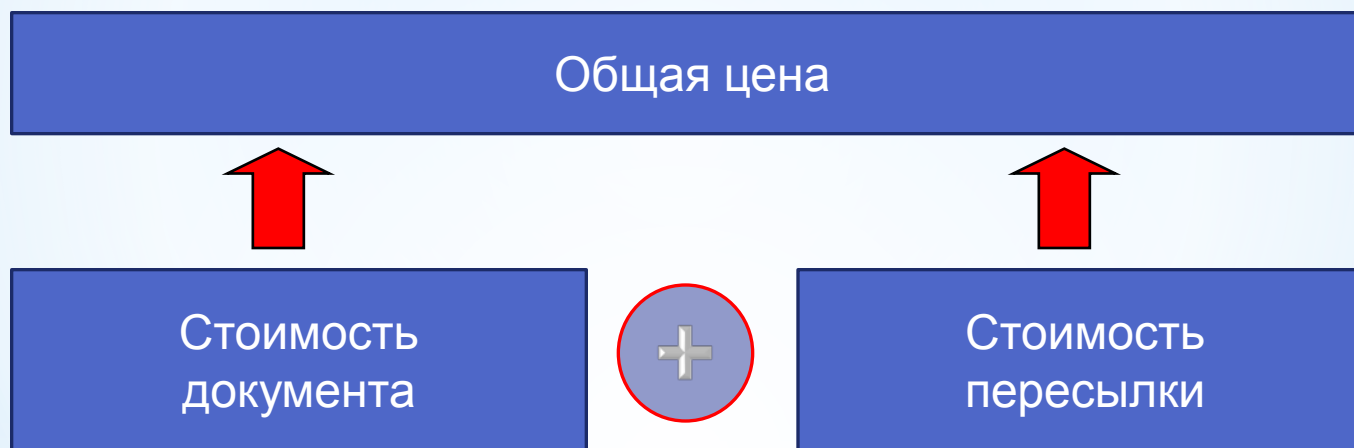 Общая цена
Стоимость
документа
Стоимость
пересылки